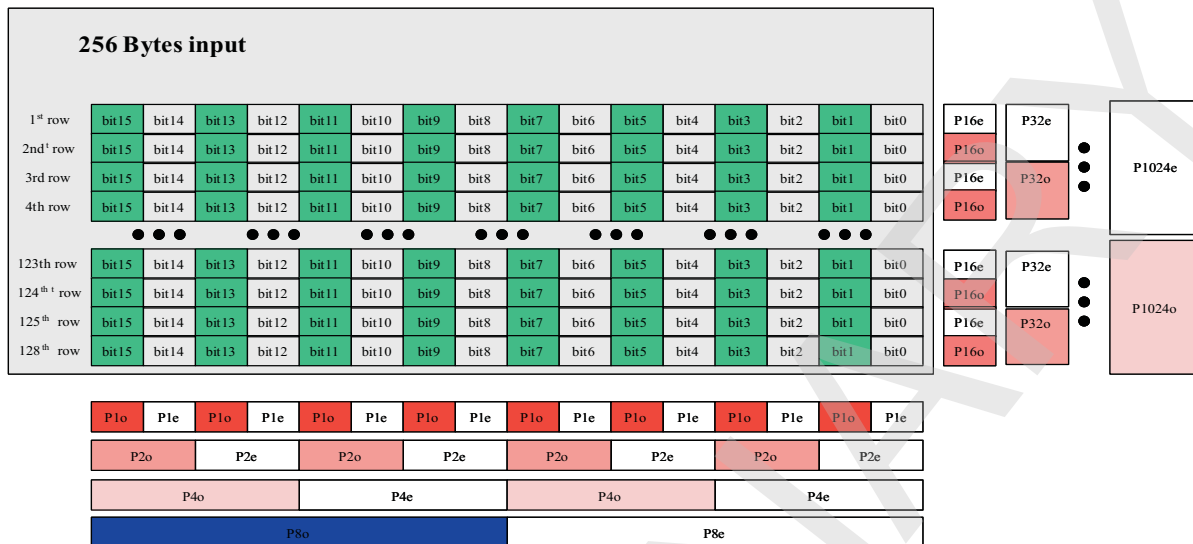 256 Bytes input
1st row bit15 bit14 bit13 bit12 bit11 bit10 bit9 bit8 bit7 bit6 bit5 bit4 bit3 bit2 bit1 bit0 P16e P32e
2nd t row bit15 bit14 bit13 bit12 bit11 bit10 bit9 bit8 bit7 bit6 bit5 bit4 bit3 bit2 bit1 bit0 P16o
P1024e
3rd row bit15 bit14 bit13 bit12 bit11 bit10 bit9 bit8 bit7 bit6 bit5 bit4 bit3 bit2 bit1 bit0 P16e P32o
4th row bit15 bit14 bit13 bit12 bit11 bit10 bit9 bit8 bit7 bit6 bit5 bit4 bit3 bit2 bit1 bit0 P16o
123th row bit15 bit14 bit13 bit12 bit11 bit10 bit9 bit8 bit7 bit6 bit5 bit4 bit3 bit2 bit1 bit0 P16e P32e
124th t row bit15 bit14 bit13 bit12 bit11 bit10 bit9 bit8 bit7 bit6 bit5 bit4 bit3 bit2 bit1 bit0 P16o
P1024o
125th row bit15 bit14 bit13 bit12 bit11 bit10 bit9 bit8 bit7 bit6 bit5 bit4 bit3 bit2 bit1 bit0 P16e P32o
128th row bit15 bit14 bit13 bit12 bit11 bit10 bit9 bit8 bit7 bit6 bit5 bit4 bit3 bit2 bit1 bit0 P16o
P1o P1e P1o P1e P1o P1e P1o P1e P1o P1e P1o P1e P1o P1e P1o P1e
P2o P2e P2o P2e P2o P2e P2o P2e
P4o P4e P4o P4e
P8o P8e